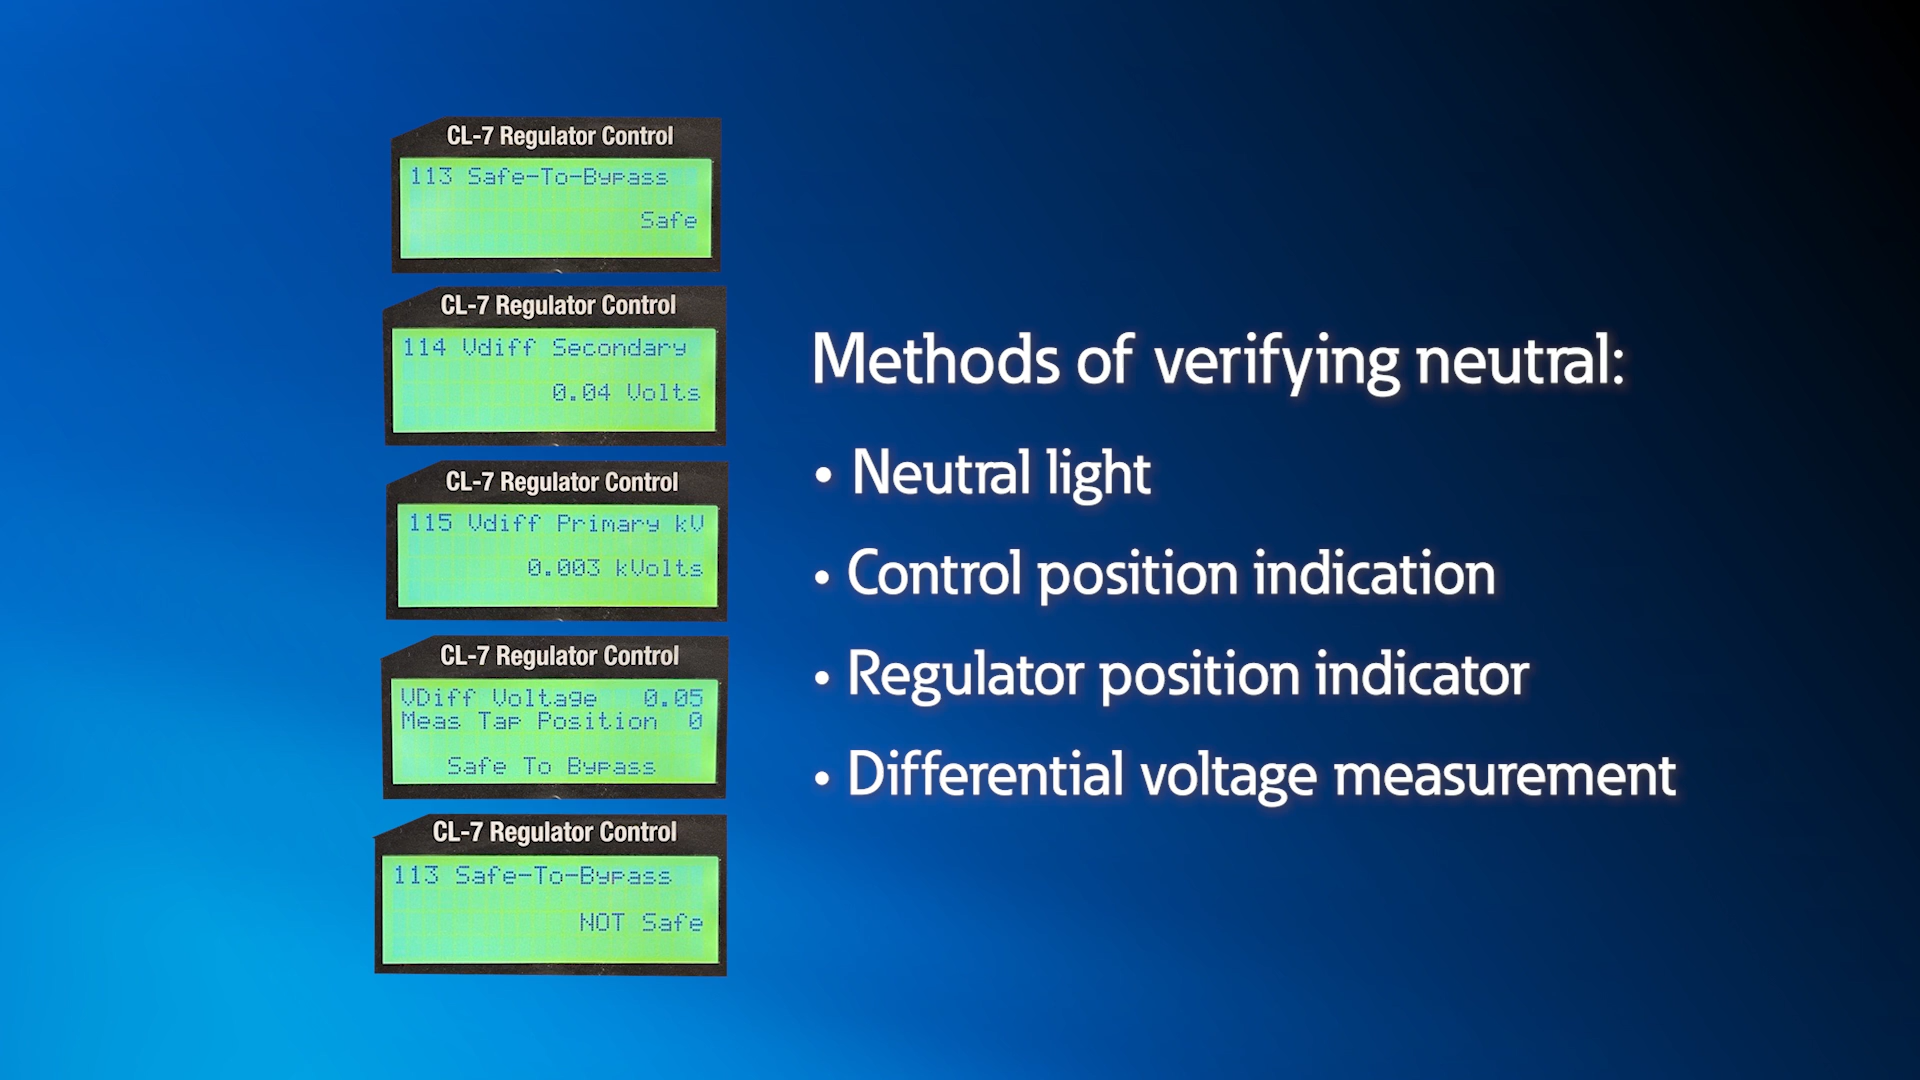 CL-7 Regulator Control
113 Safe-To-Bypass
Safe
CL-7 Regulator Control
114 Vdiff Secondary
0.04 Volts
CL-7 Regulator Control
115 Vdiff Primary kV
0.003 kVolts
CL-7 Regulator Control
VDiff Voltage 0.05
Meas Tap Position 0
Safe To Bypass
CL-7 Regulator Control
113 Safe-To-Bypass
NOT Safe
Methods of verifying neutral:
• Neutral light
• Control position indication
• Regulator position indicator
• Differential voltage measurement